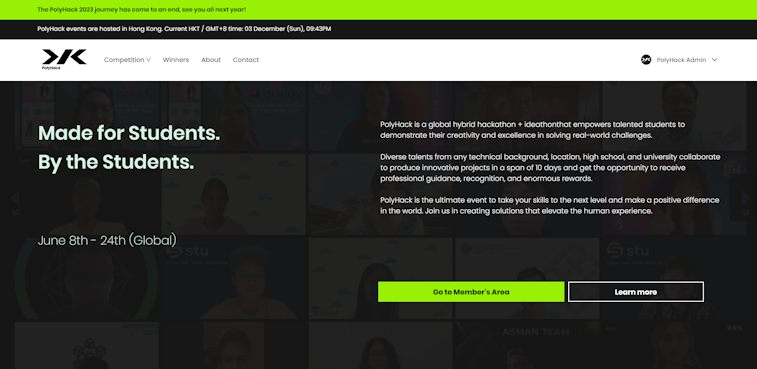 The PolyHack 2023 journey has come to an end, see you all next year!
PolyHack events are hosted in Hong Kong. Current HKT / GMT+8 time: 03 December (Sun), 09:43PM
PolyHack
Competition
Winners
About
Contact
PolyHack Admin
Made for Students.
By the Students.
June 8th - 24th (Global)
PolyHack is a global hybrid hackathon + ideathonthat empowers talented students to
demonstrate their creativity and excellence in solving real-world challenges.
Diverse talents from any technical background, location, high school, and university collaborate
to produce innovative projects in a span of 10 days and get the opportunity to receive
professional guidance, recognition, and enormous rewards.
PolyHack is the ultimate event to take your skills to the next level and make a positive difference
in the world. Join us in creating solutions that elevate the human experience.
stu
stu
Go to Member's Area
Learn more
ASMAN TEAM